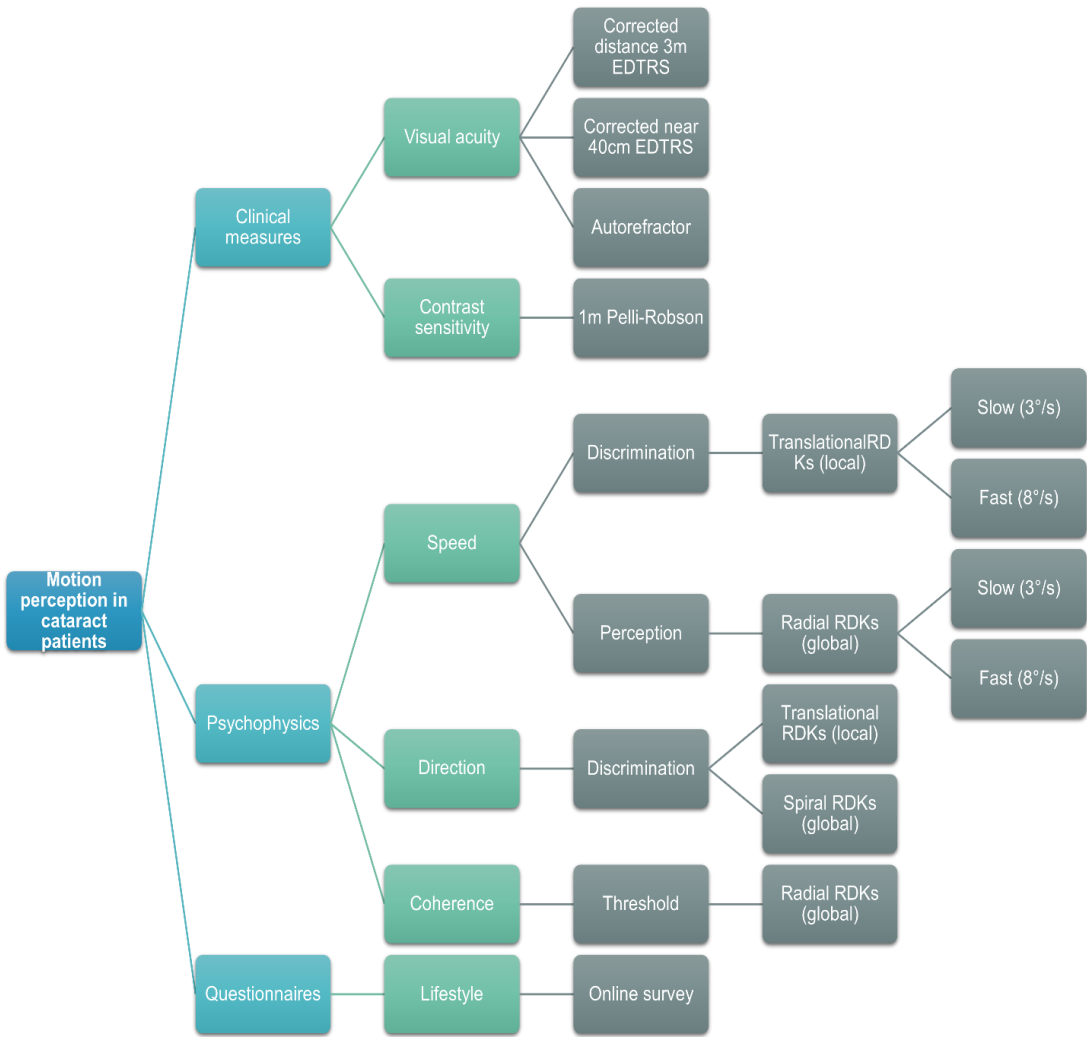 Corrected
distance 3m
EDTRS
Visual acuity
Corrected near
40cm EDTRS
Clinical
measures
Autorefractor
Contrast
sensitivity
1m Pelli-Robson
Slow (3°/s)
Discrimination
TranslationalRD
Ks (local)
Fast (8°/s)
Speed
Motion
perception in
cataract
patients
Slow (3°/s)
Perception
Radial RDKs
(global)
Fast (8°/s)
Psychophysics
Translational
RDKs (local)
Direction
Discrimination
Spiral RDKs
(global)
Coherence
Threshold
Radial RDKs
(global)
Questionnaires
Lifestyle
Online survey